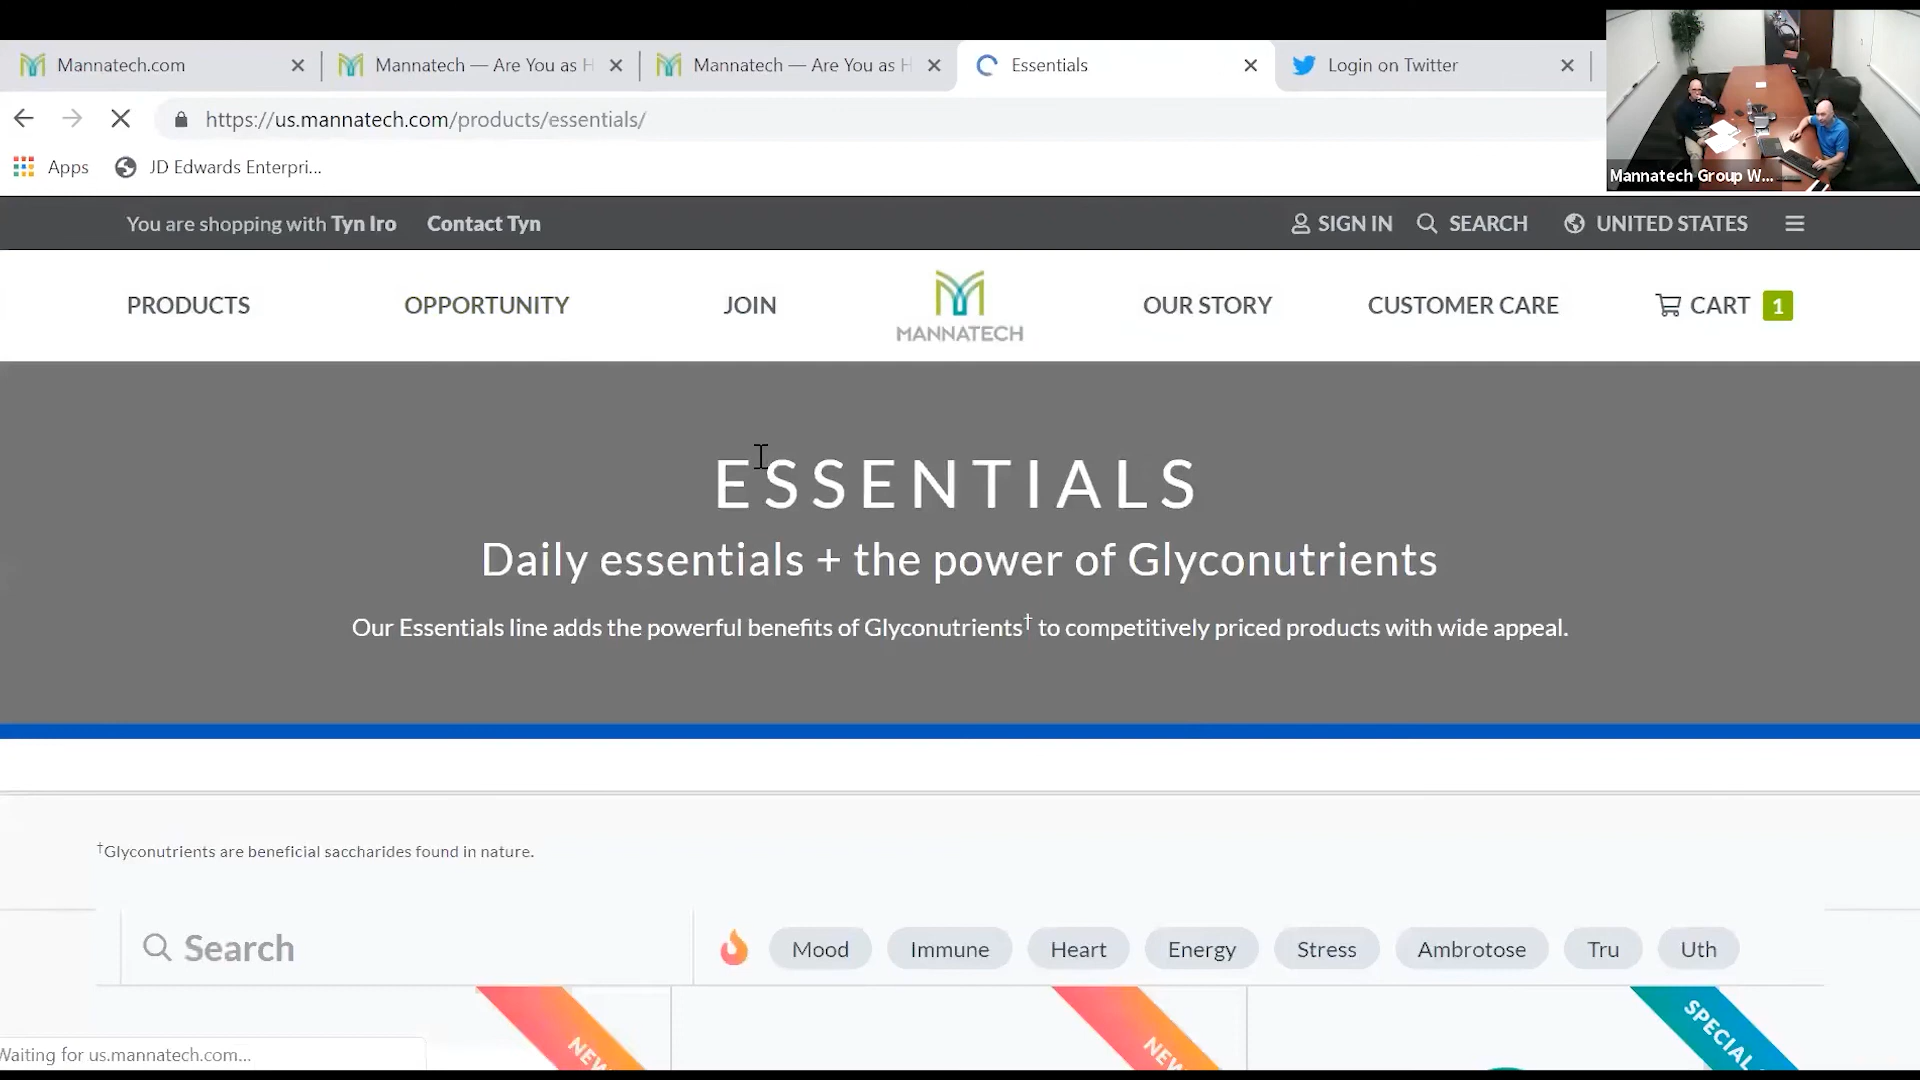 Mannatech.com
Mannatech — Are You as H
Mannatech — Are You as H
Essentials
Login on Twitter
https://us.mannatech.com/products/essentials/
Apps
JD Edwards Enterpri...
Mannatech Group W...
You are shopping with Tyn Iro
Contact Tyn
SIGN IN
SEARCH
UNITED STATES
PRODUCTS
OPPORTUNITY
JOIN
MANNATECH
OUR STORY
CUSTOMER CARE
CART 1
ESSENTIALS
Daily essentials + the power of Glyconutrients
Our Essentials line adds the powerful benefits of Glyconutrients† to competitively priced products with wide appeal.
†Glyconutrients are beneficial saccharides found in nature.
Search
Mood
Immune
Heart
Energy
Stress
Ambrotose
Tru
Uth
NEW
NEW
SPECIAL
Waiting for us.mannatech.com...